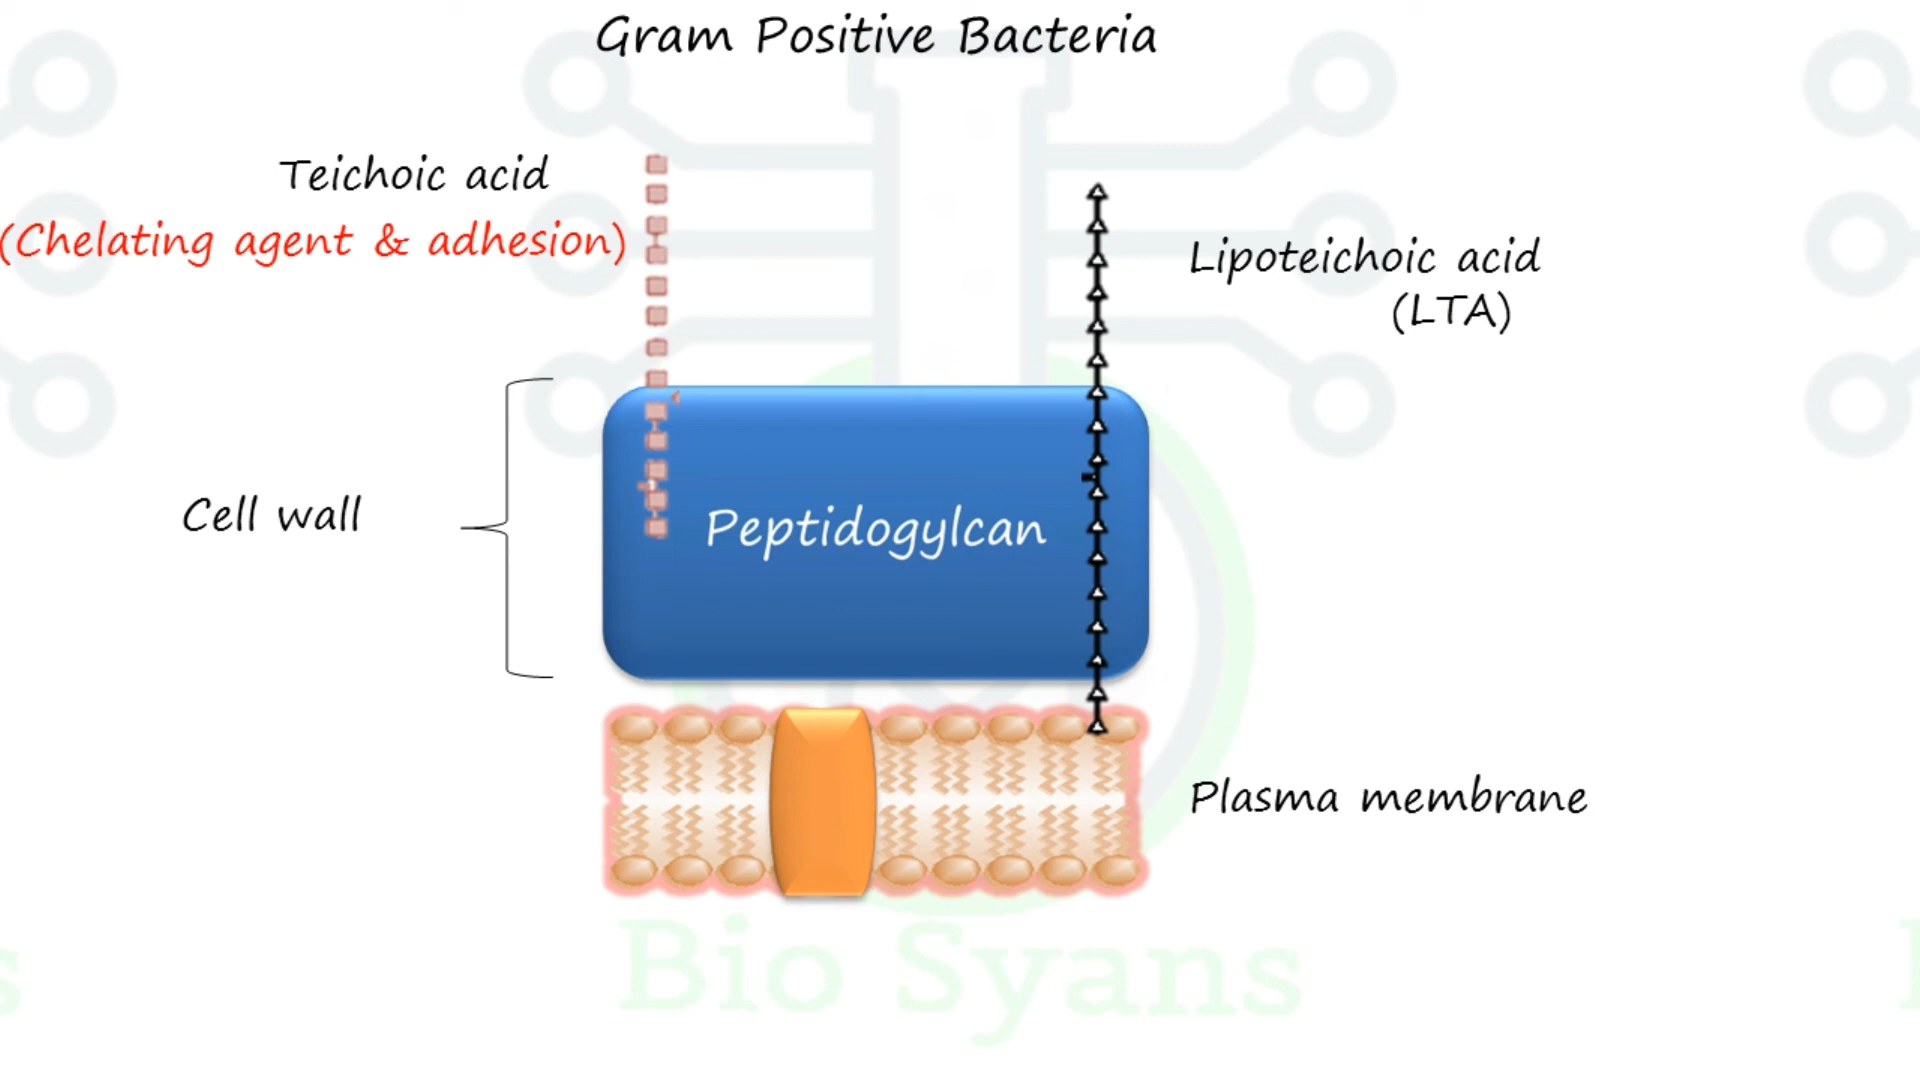 Gram Positive Bacteria
Teichoic acid
(Chelating agent & adhesion)
Lipoteichoic acid
(LTA)
Cell wall
Peptidogylcan
Plasma membrane
Bio Syans
s